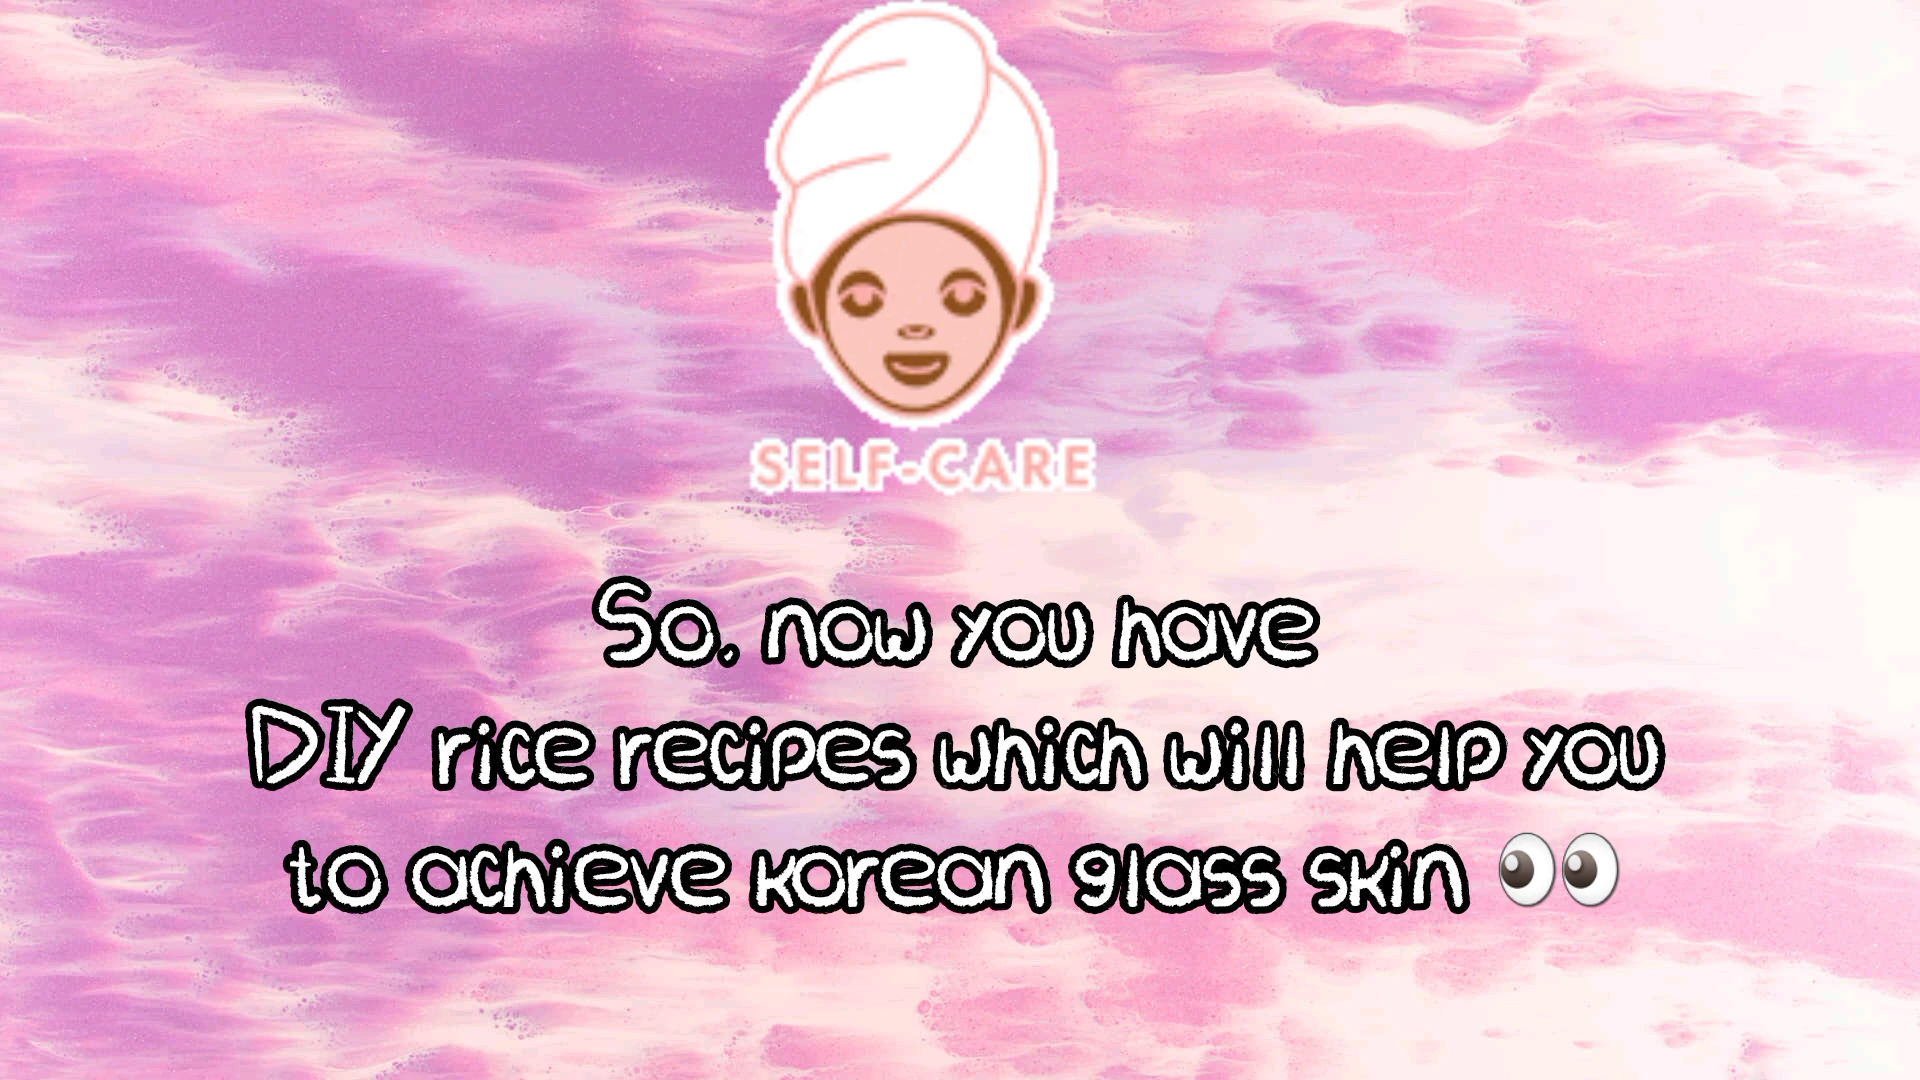 SELF-CARE
So, now you have
DIY rice recipes which will help you
to achieve korean glass skin 👀